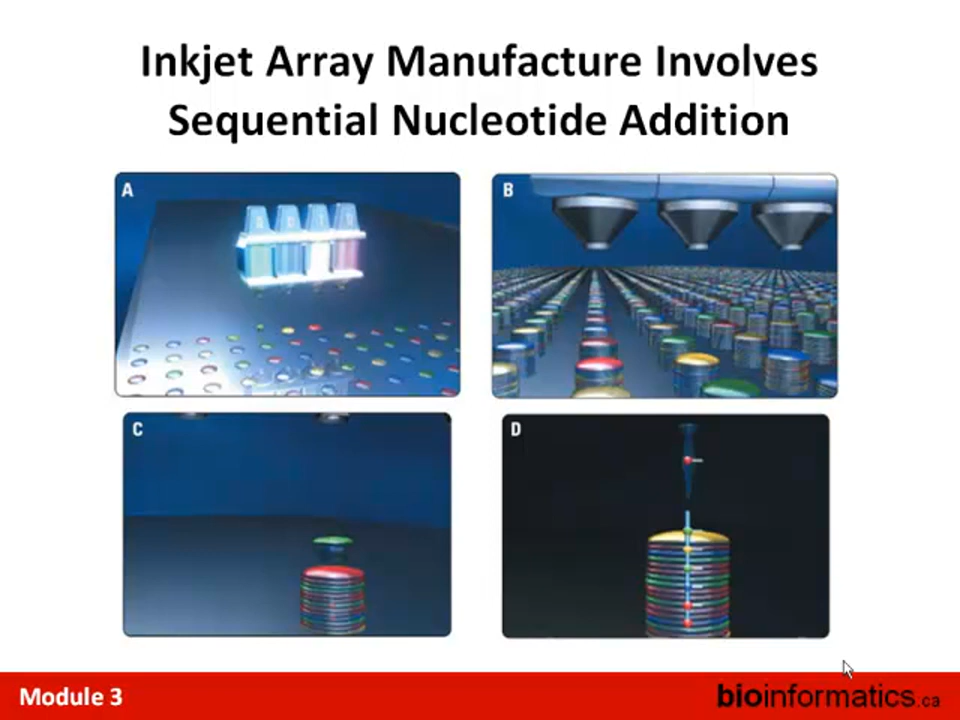 Inkjet Array Manufacture Involves
Sequential Nucleotide Addition
A
B
C
D
Module 3
bioinformatics.ca